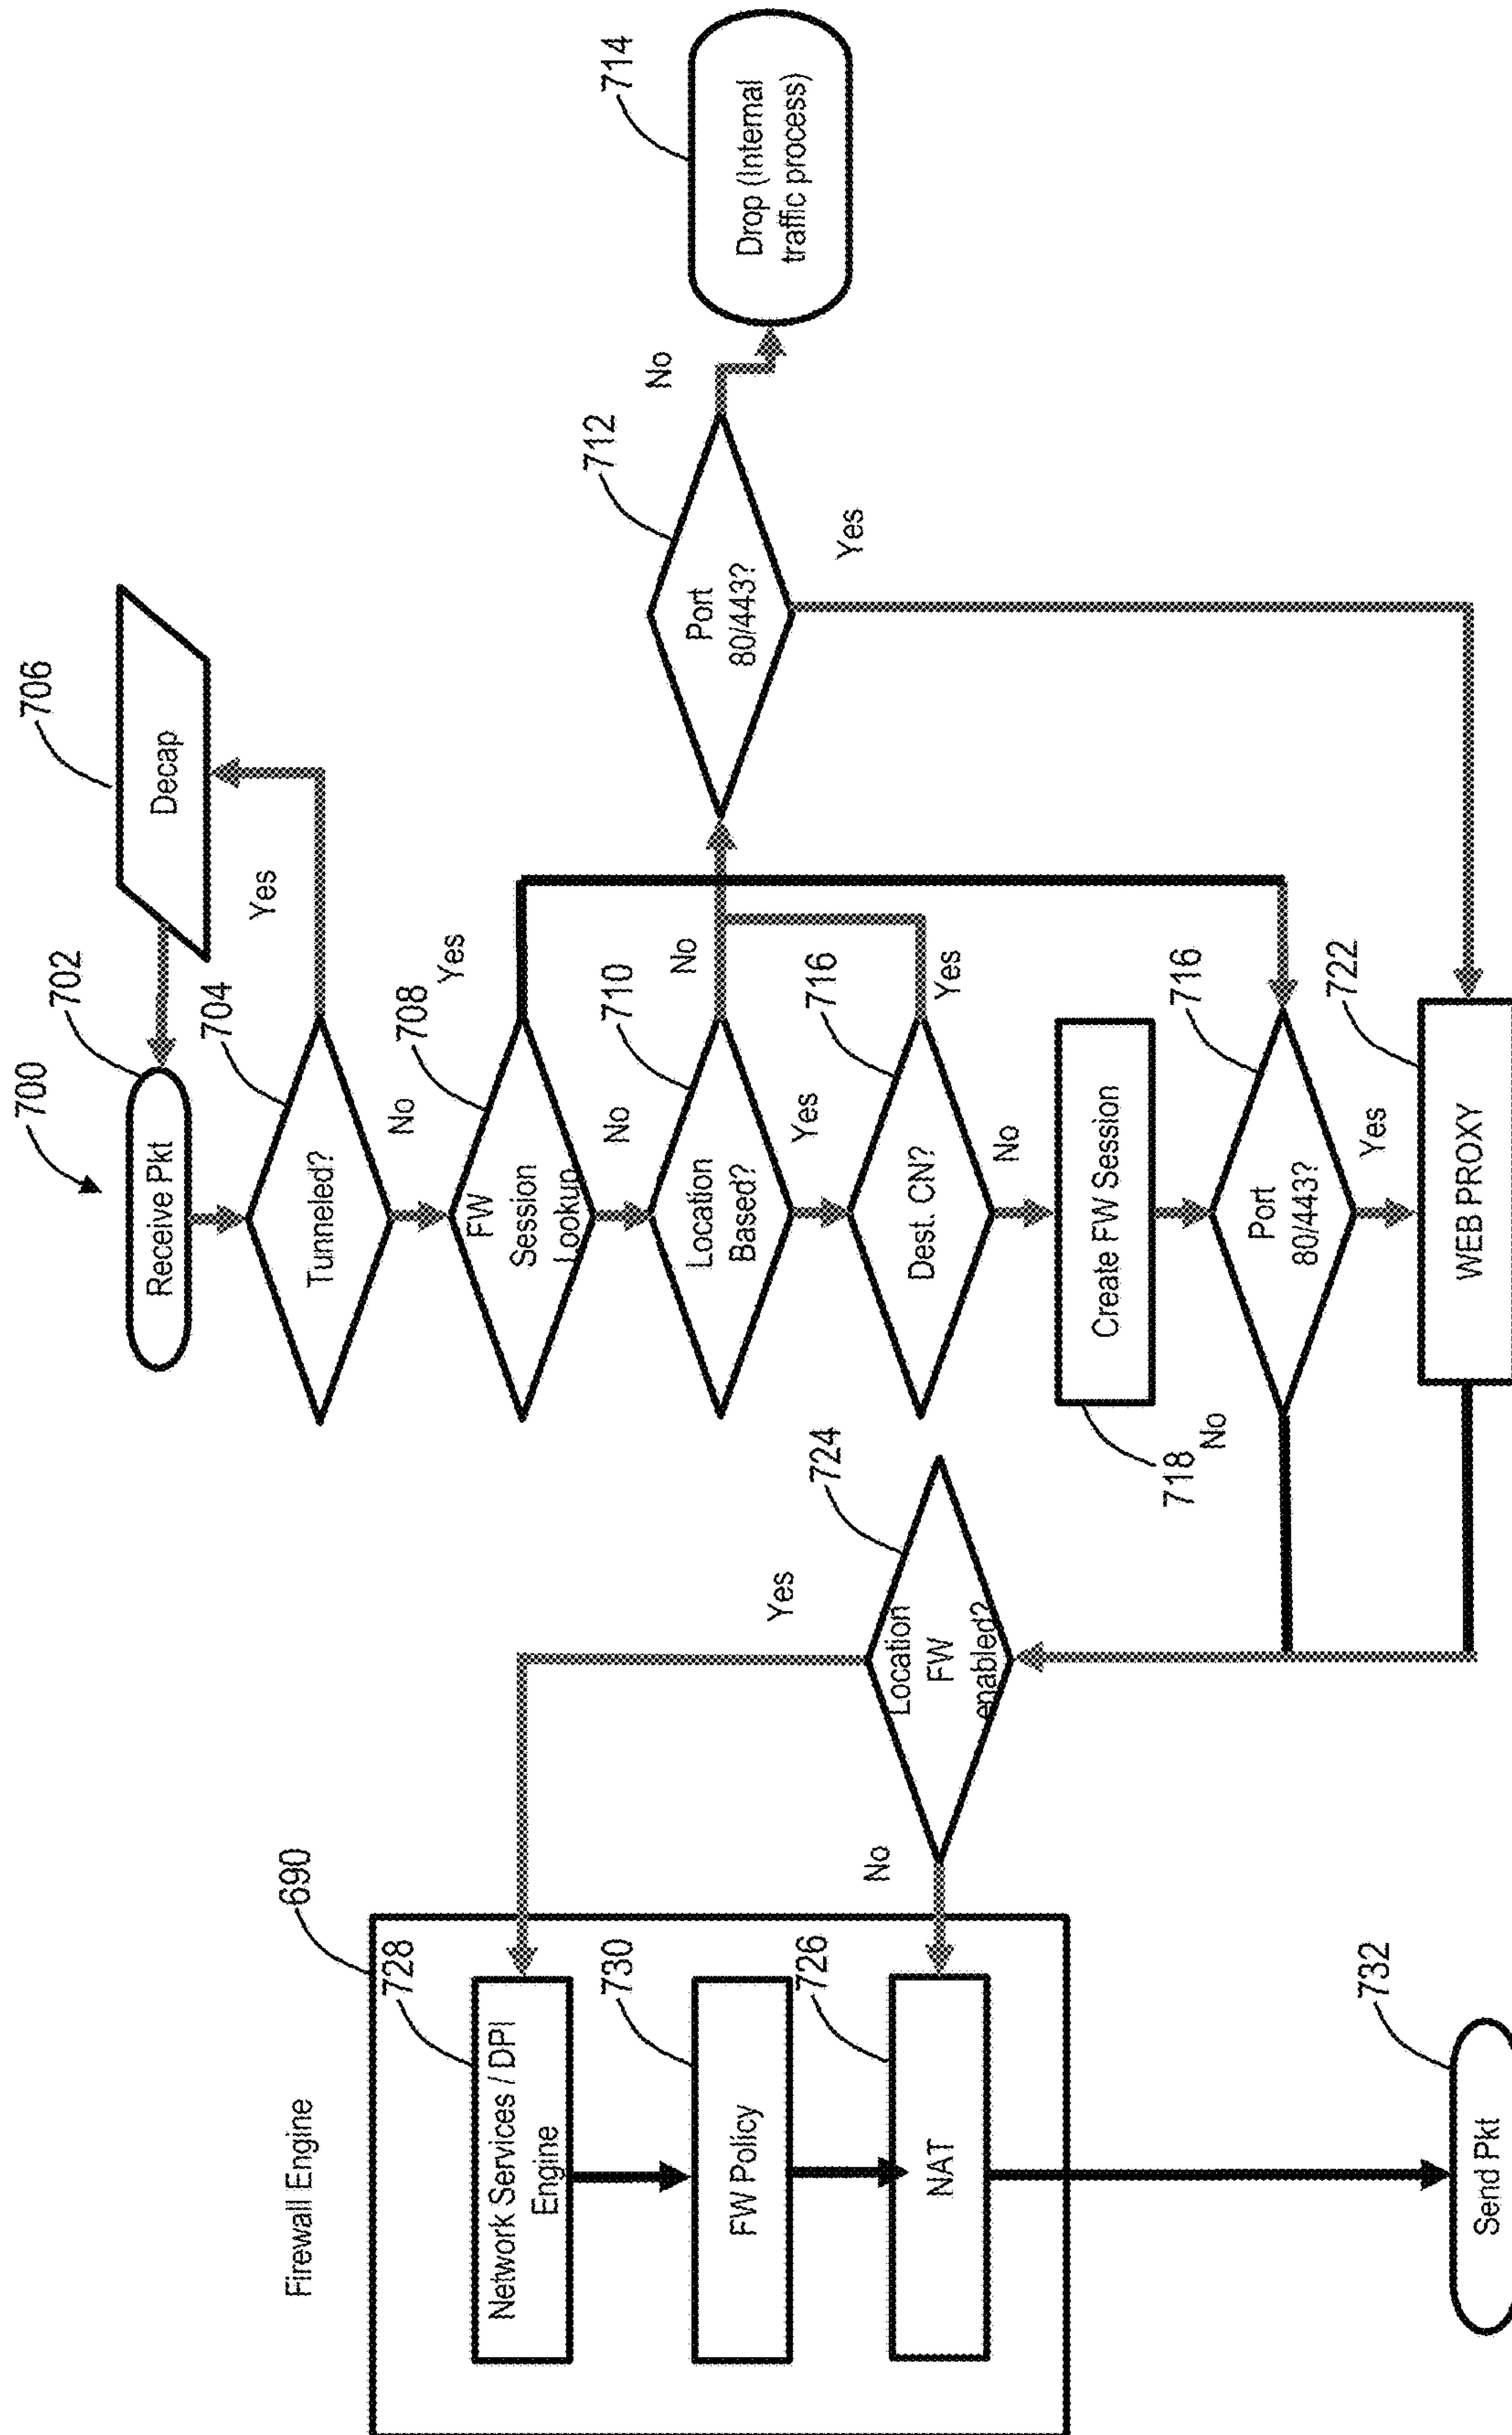 700
702
Receive Pkt
706
Decap
704
Tunneled?
Yes
No
708
FW
Session
Lookup
Yes
No
710
Location
Based?
No
Yes
712
Port
80/443?
No
Yes
714
Drop (Internal
traffic process)
716
Dest. CN?
Yes
No
Create FW Session
718
716
Port
80/443?
No
Yes
722
WEB PROXY
724
Location
FW
enabled?
Yes
No
Firewall Engine
690
728
Network Services / DPI
Engine
730
FW Policy
726
NAT
732
Send Pkt